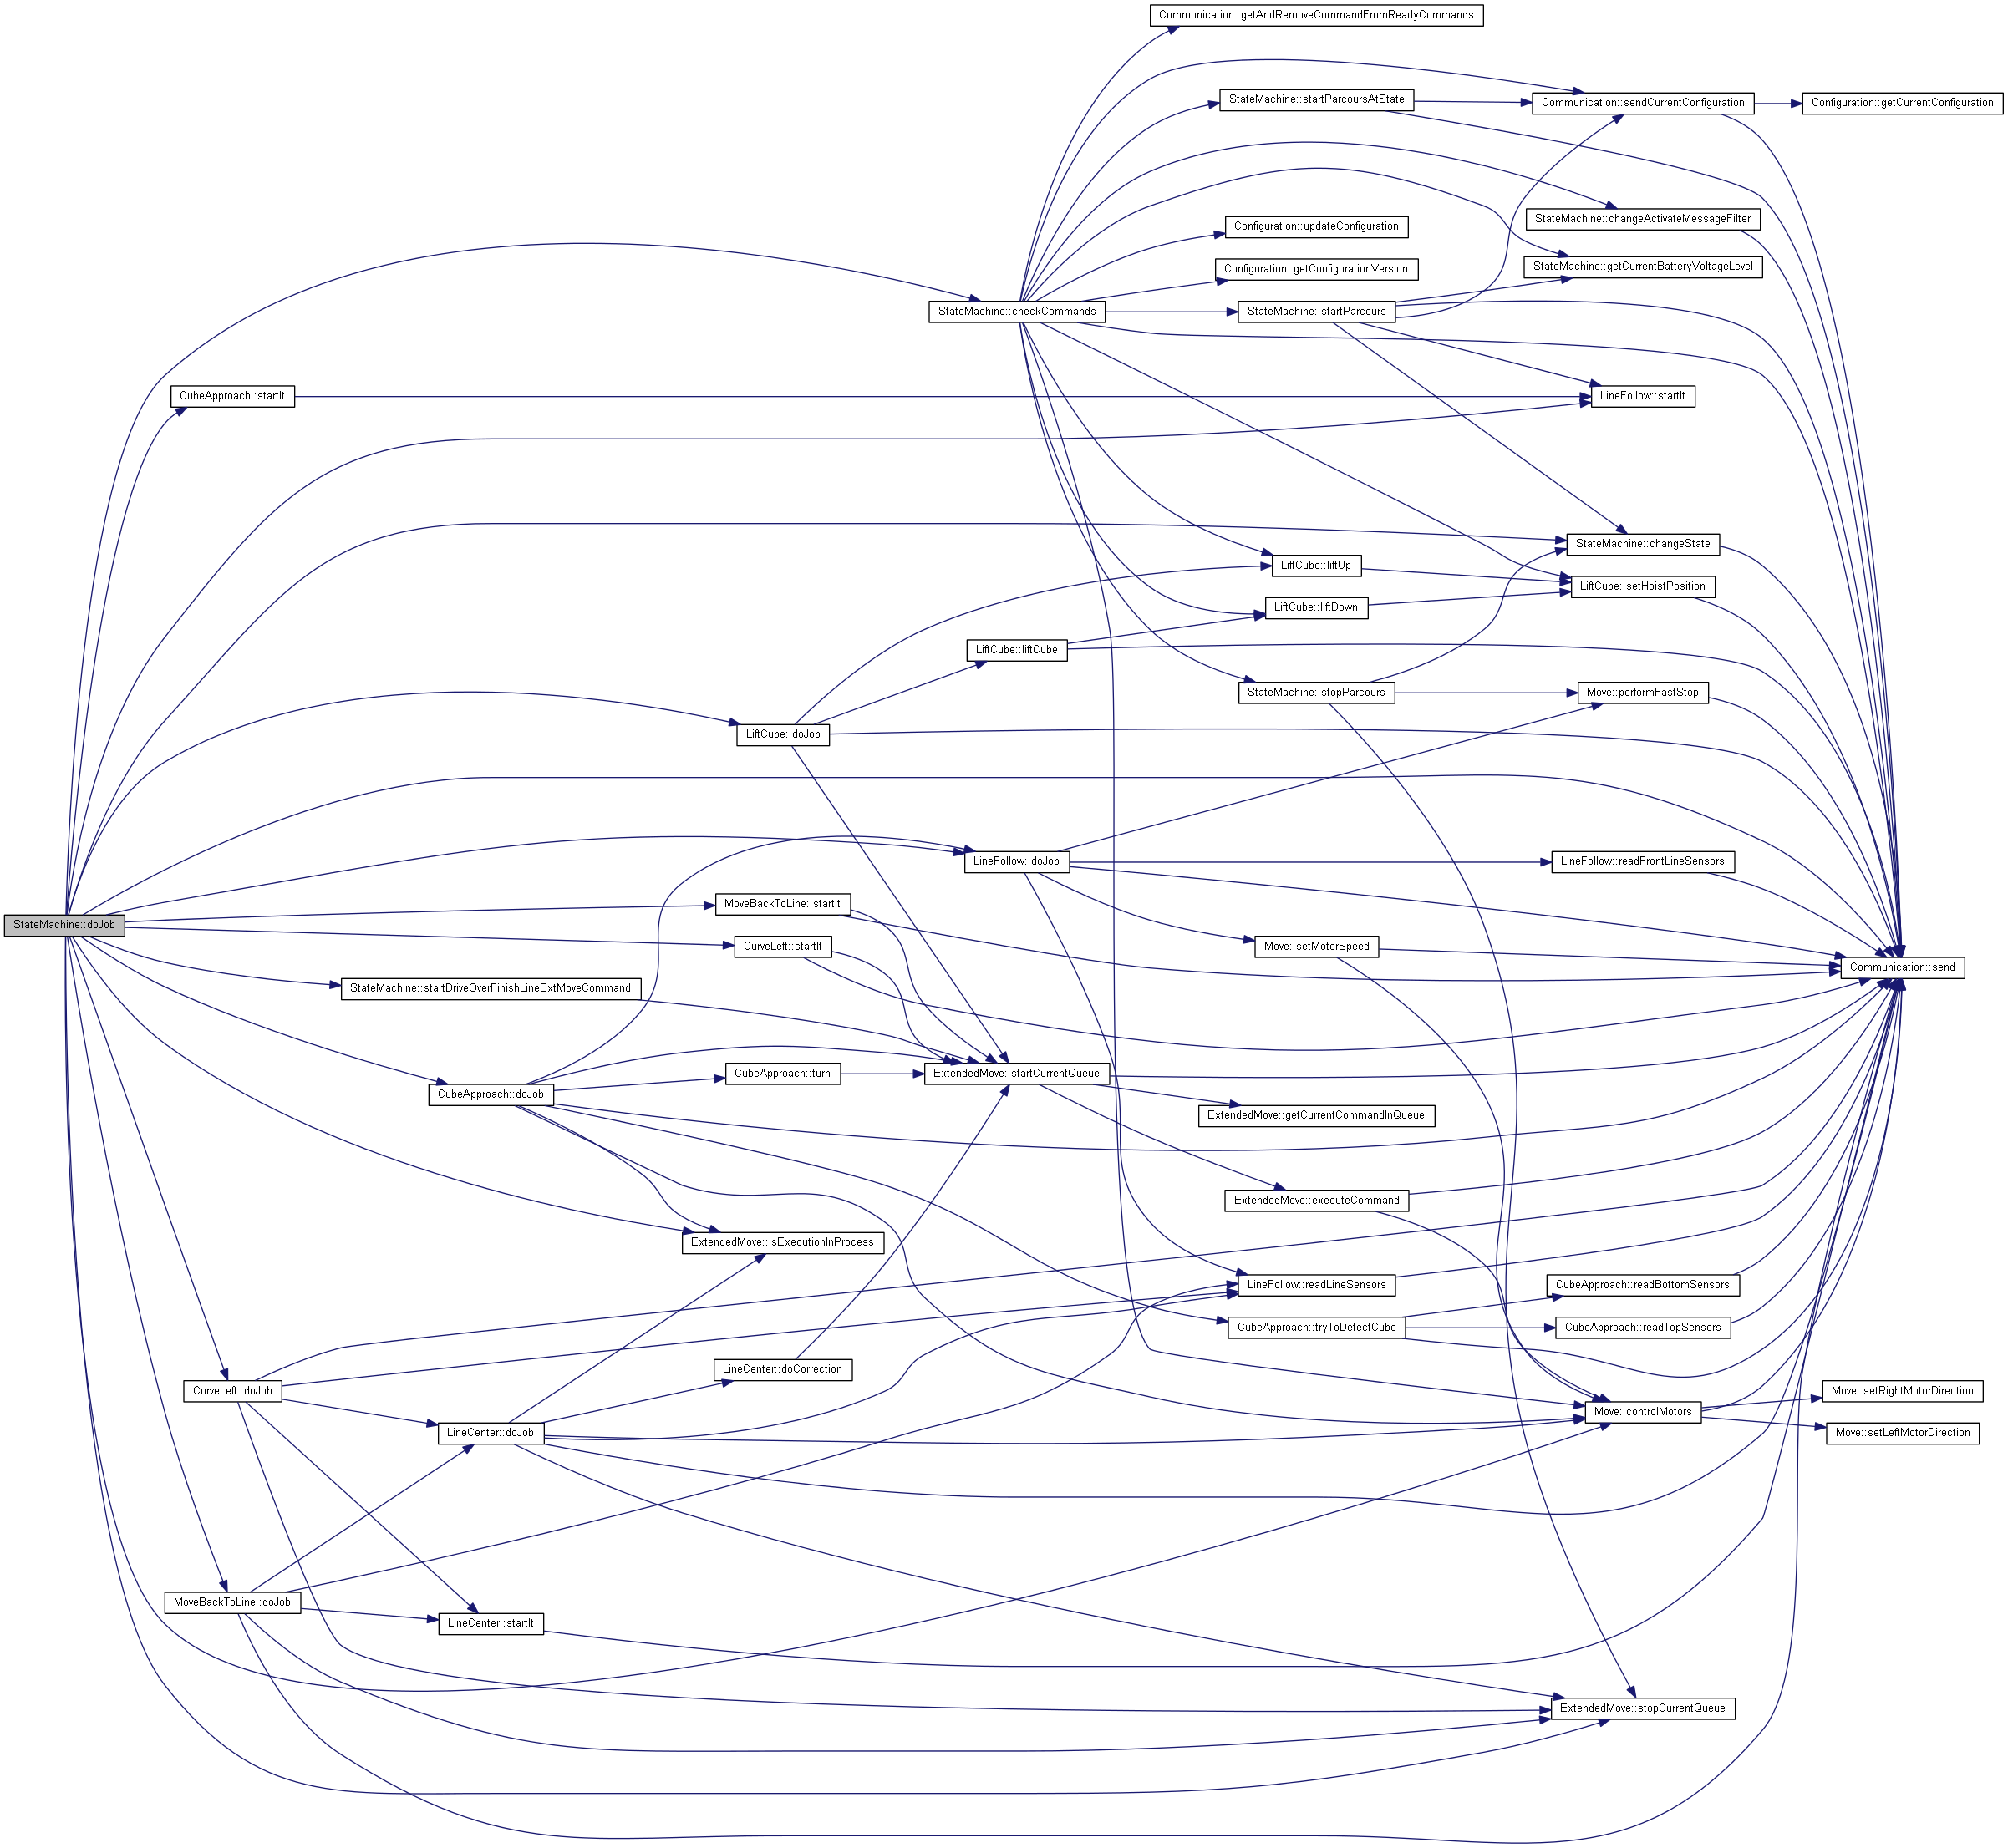 Communication::getAndRemoveCommandFromReadyCommands
StateMachine::startParcoursAtState
Communication::sendCurrentConfiguration
Configuration::getCurrentConfiguration
StateMachine::changeActivateMessageFilter
Configuration::updateConfiguration
StateMachine::getCurrentBatteryVoltageLevel
Configuration::getConfigurationVersion
StateMachine::checkCommands
StateMachine::startParcours
CubeApproach::startIt
LineFollow::startIt
StateMachine::changeState
LiftCube::liftUp
LiftCube::setHoistPosition
LiftCube::liftDown
LiftCube::liftCube
StateMachine::stopParcours
Move::performFastStop
LiftCube::doJob
LineFollow::doJob
LineFollow::readFrontLineSensors
MoveBackToLine::startIt
StateMachine::doJob
CurveLeft::startIt
Move::setMotorSpeed
Communication::send
StateMachine::startDriveOverFinishLineExtMoveCommand
CubeApproach::turn
ExtendedMove::startCurrentQueue
CubeApproach::doJob
ExtendedMove::getCurrentCommandInQueue
ExtendedMove::executeCommand
ExtendedMove::isExecutionInProcess
LineFollow::readLineSensors
CubeApproach::readBottomSensors
CubeApproach::tryToDetectCube
CubeApproach::readTopSensors
LineCenter::doCorrection
CurveLeft::doJob
Move::setRightMotorDirection
Move::controlMotors
LineCenter::doJob
Move::setLeftMotorDirection
MoveBackToLine::doJob
LineCenter::startIt
ExtendedMove::stopCurrentQueue